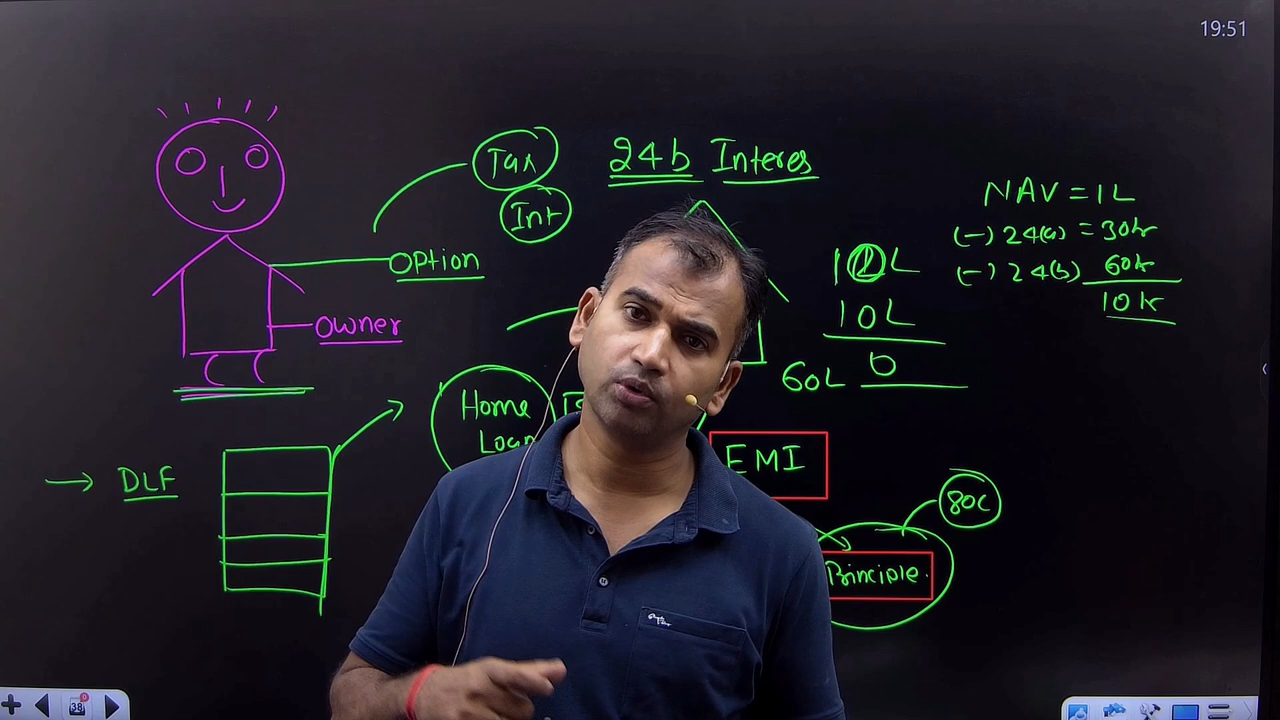 19:51
Tax
24b Interes
Int
NAV = 1L
(-) 24(a) = 30k
(-) 24(b) 60k
10k
Option
Owner
10L
0
60L
Home
Loan
EMI
→ DLF
80C
Principle.
38